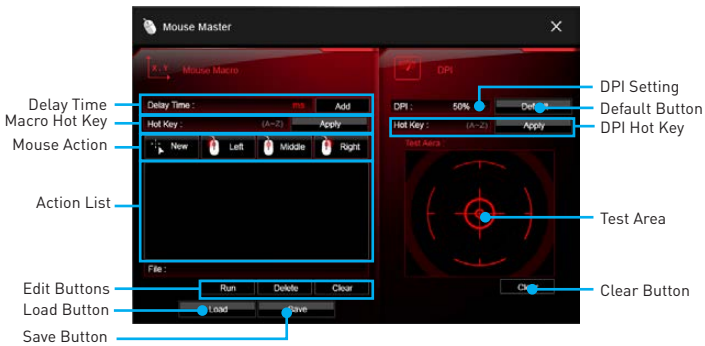 Mouse Master
X.Y
Mouse Macro
DPI
Delay Time
Delay Time :
ms
Add
Macro Hot Key
Hot Key :
(A~Z)
Apply
Mouse Action
New
Left
Middle
Right
Action List
File :
Edit Buttons
Run
Delete
Clear
Load Button
Load
Save
Save Button
DPI :
50%
Default
DPI Setting
Default Button
Hot Key :
(A~Z)
Apply
DPI Hot Key
Test Aera :
Test Area
Clear
Clear Button